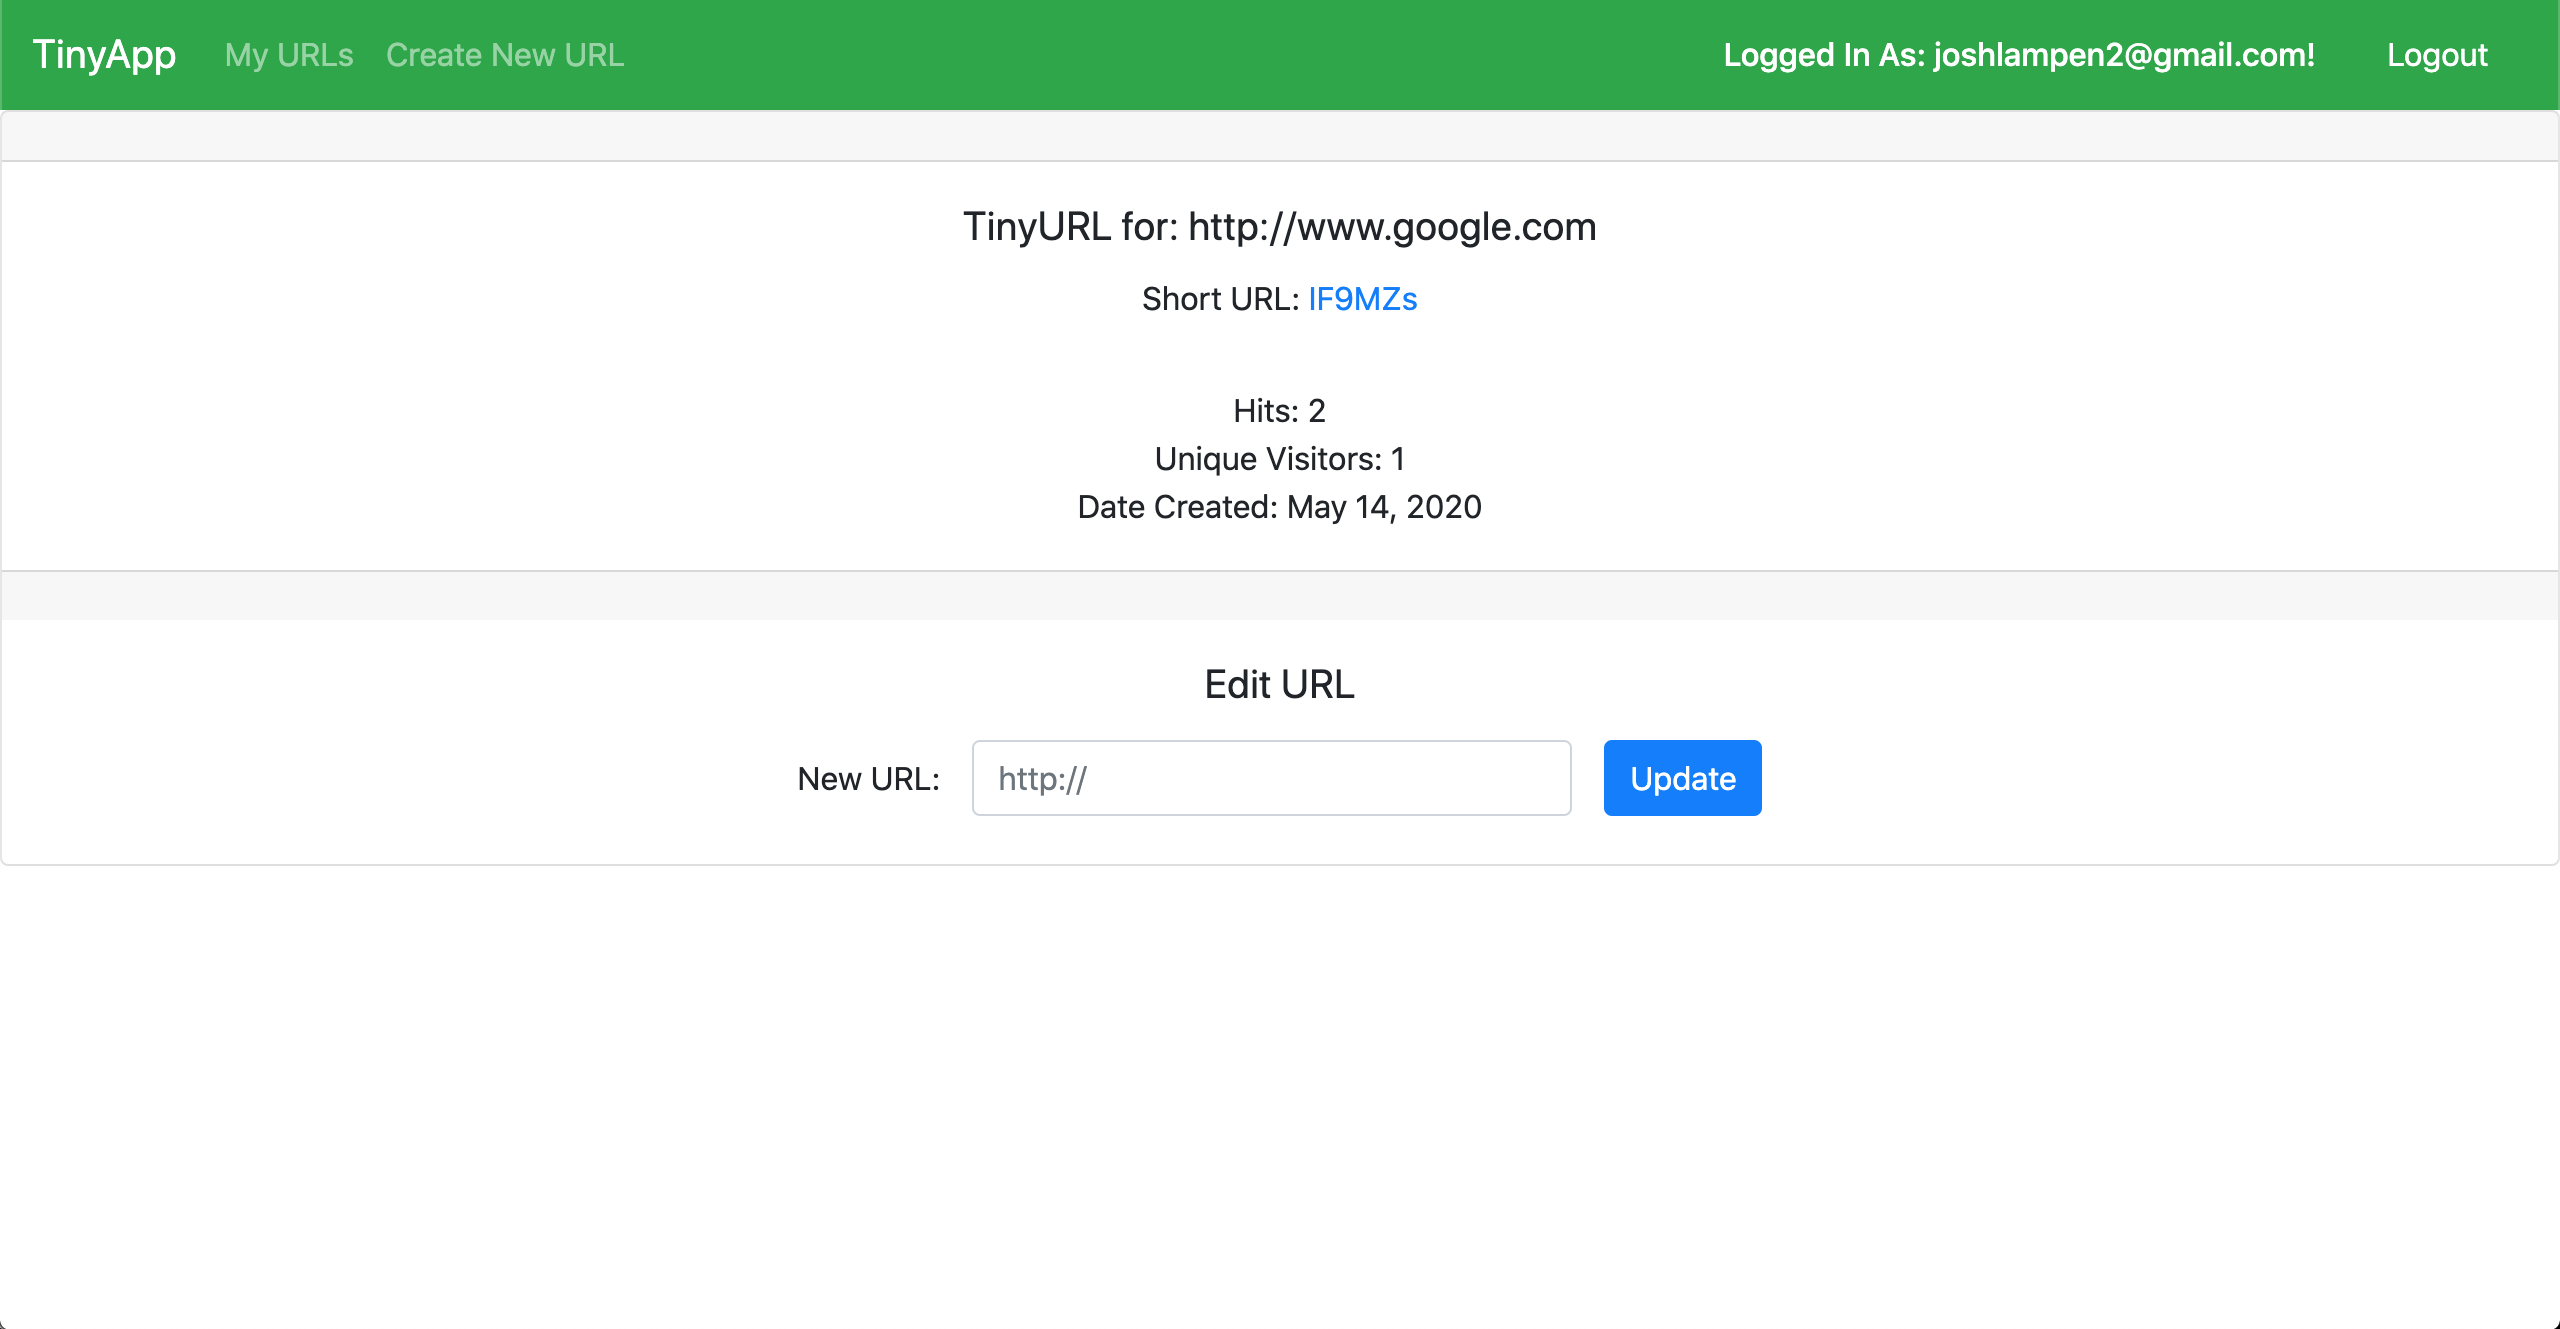 TinyApp My URLs Create New URL Logged In As: joshlampen2@gmail.com! Logout
TinyURL for: http://www.google.com
Short URL: IF9MZs
Hits: 2
Unique Visitors: 1
Date Created: May 14, 2020
Edit URL
New URL: http:// Update